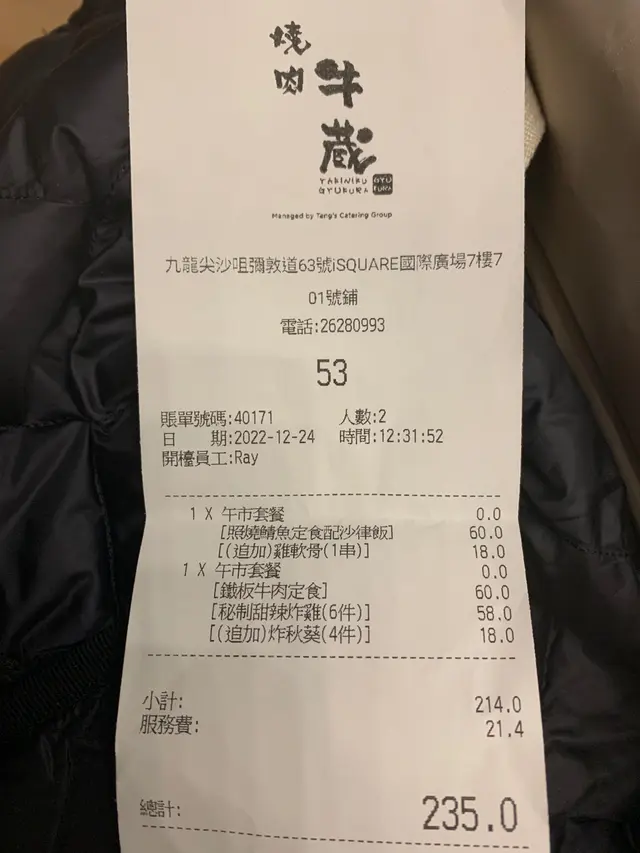 燒肉
牛蔵
YAKINIKU
GYUKURA
GYU
KURA
Managed by Tang's Catering Group
九龍尖沙咀彌敦道63號iSQUARE國際廣場7樓7
01號鋪
電話:26280993
53
賬單號碼:40171 人數:2
日 期:2022-12-24 時間:12:31:52
開檯員工:Ray
1 X 午市套餐 0.0
[照燒鯖魚定食配沙律飯] 60.0
[(追加)雞軟骨(1串)] 18.0
1 X 午市套餐 0.0
[鐵板牛肉定食] 60.0
[秘制甜辣炸雞(6件)] 58.0
[(追加)炸秋葵(4件)] 18.0
小計: 214.0
服務費: 21.4
總計: 235.0